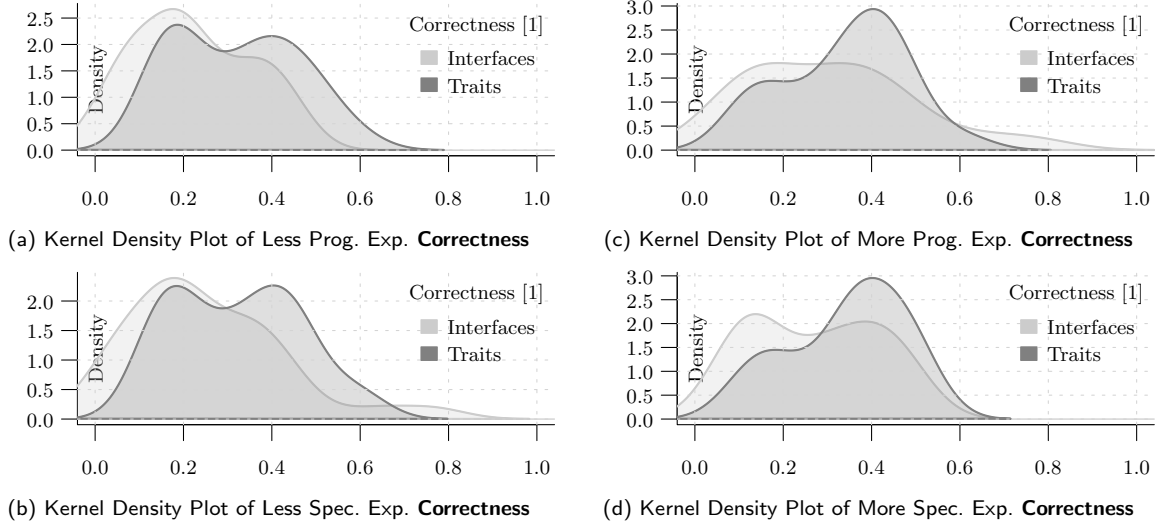 2.5
2.0
1.5
1.0
0.5
0.0
Density
Correctness [1]
Interfaces
Traits
0.0 0.2 0.4 0.6 0.8 1.0
(a) Kernel Density Plot of Less Prog. Exp. Correctness
3.0
2.5
2.0
1.5
1.0
0.5
0.0
Density
Correctness [1]
Interfaces
Traits
0.0 0.2 0.4 0.6 0.8 1.0
(c) Kernel Density Plot of More Prog. Exp. Correctness
2.0
1.5
1.0
0.5
0.0
Density
Correctness [1]
Interfaces
Traits
0.0 0.2 0.4 0.6 0.8 1.0
(b) Kernel Density Plot of Less Spec. Exp. Correctness
3.0
2.5
2.0
1.5
1.0
0.5
0.0
Density
Correctness [1]
Interfaces
Traits
0.0 0.2 0.4 0.6 0.8 1.0
(d) Kernel Density Plot of More Spec. Exp. Correctness